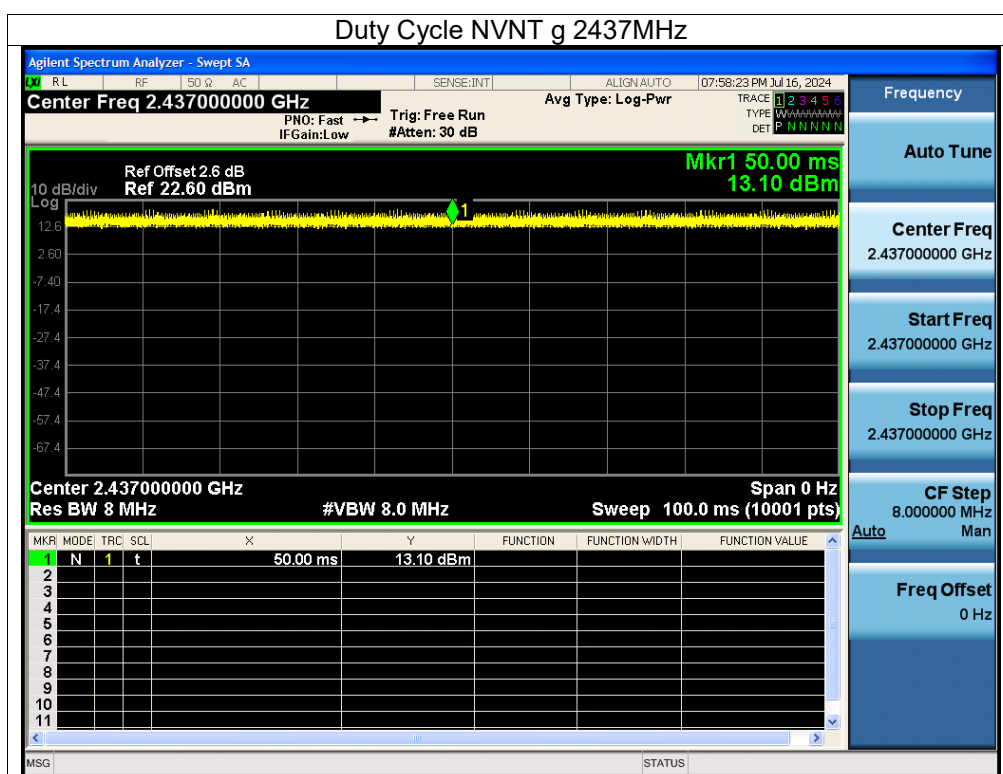 Duty Cycle NVNT g 2437MHz
Agilent Spectrum Analyzer - Swept SA
LXI RL RF 50 Ω AC SENSE:INT ALIGN AUTO 07:58:23 PM Jul 16, 2024
Center Freq 2.437000000 GHz
PNO: Fast
IFGain:Low
Trig: Free Run
#Atten: 30 dB
Avg Type: Log-Pwr
TRACE 1 2 3 4 5 6
TYPE WWWWWW
DET P N N N N N
Ref Offset 2.6 dB
Ref 22.60 dBm
Mkr1 50.00 ms
13.10 dBm
10 dB/div
Log
1
12.6
2.60
-7.40
-17.4
-27.4
-37.4
-47.4
-57.4
-67.4
Center 2.437000000 GHz Span 0 Hz
Res BW 8 MHz #VBW 8.0 MHz Sweep 100.0 ms (10001 pts)
MKR MODE TRC SCL X Y FUNCTION FUNCTION WIDTH FUNCTION VALUE
1 N 1 t 50.00 ms 13.10 dBm
2
3
4
5
6
7
8
9
10
11
MSG STATUS
Frequency
Auto Tune
Center Freq
2.437000000 GHz
Start Freq
2.437000000 GHz
Stop Freq
2.437000000 GHz
CF Step
8.000000 MHz
Auto Man
Freq Offset
0 Hz